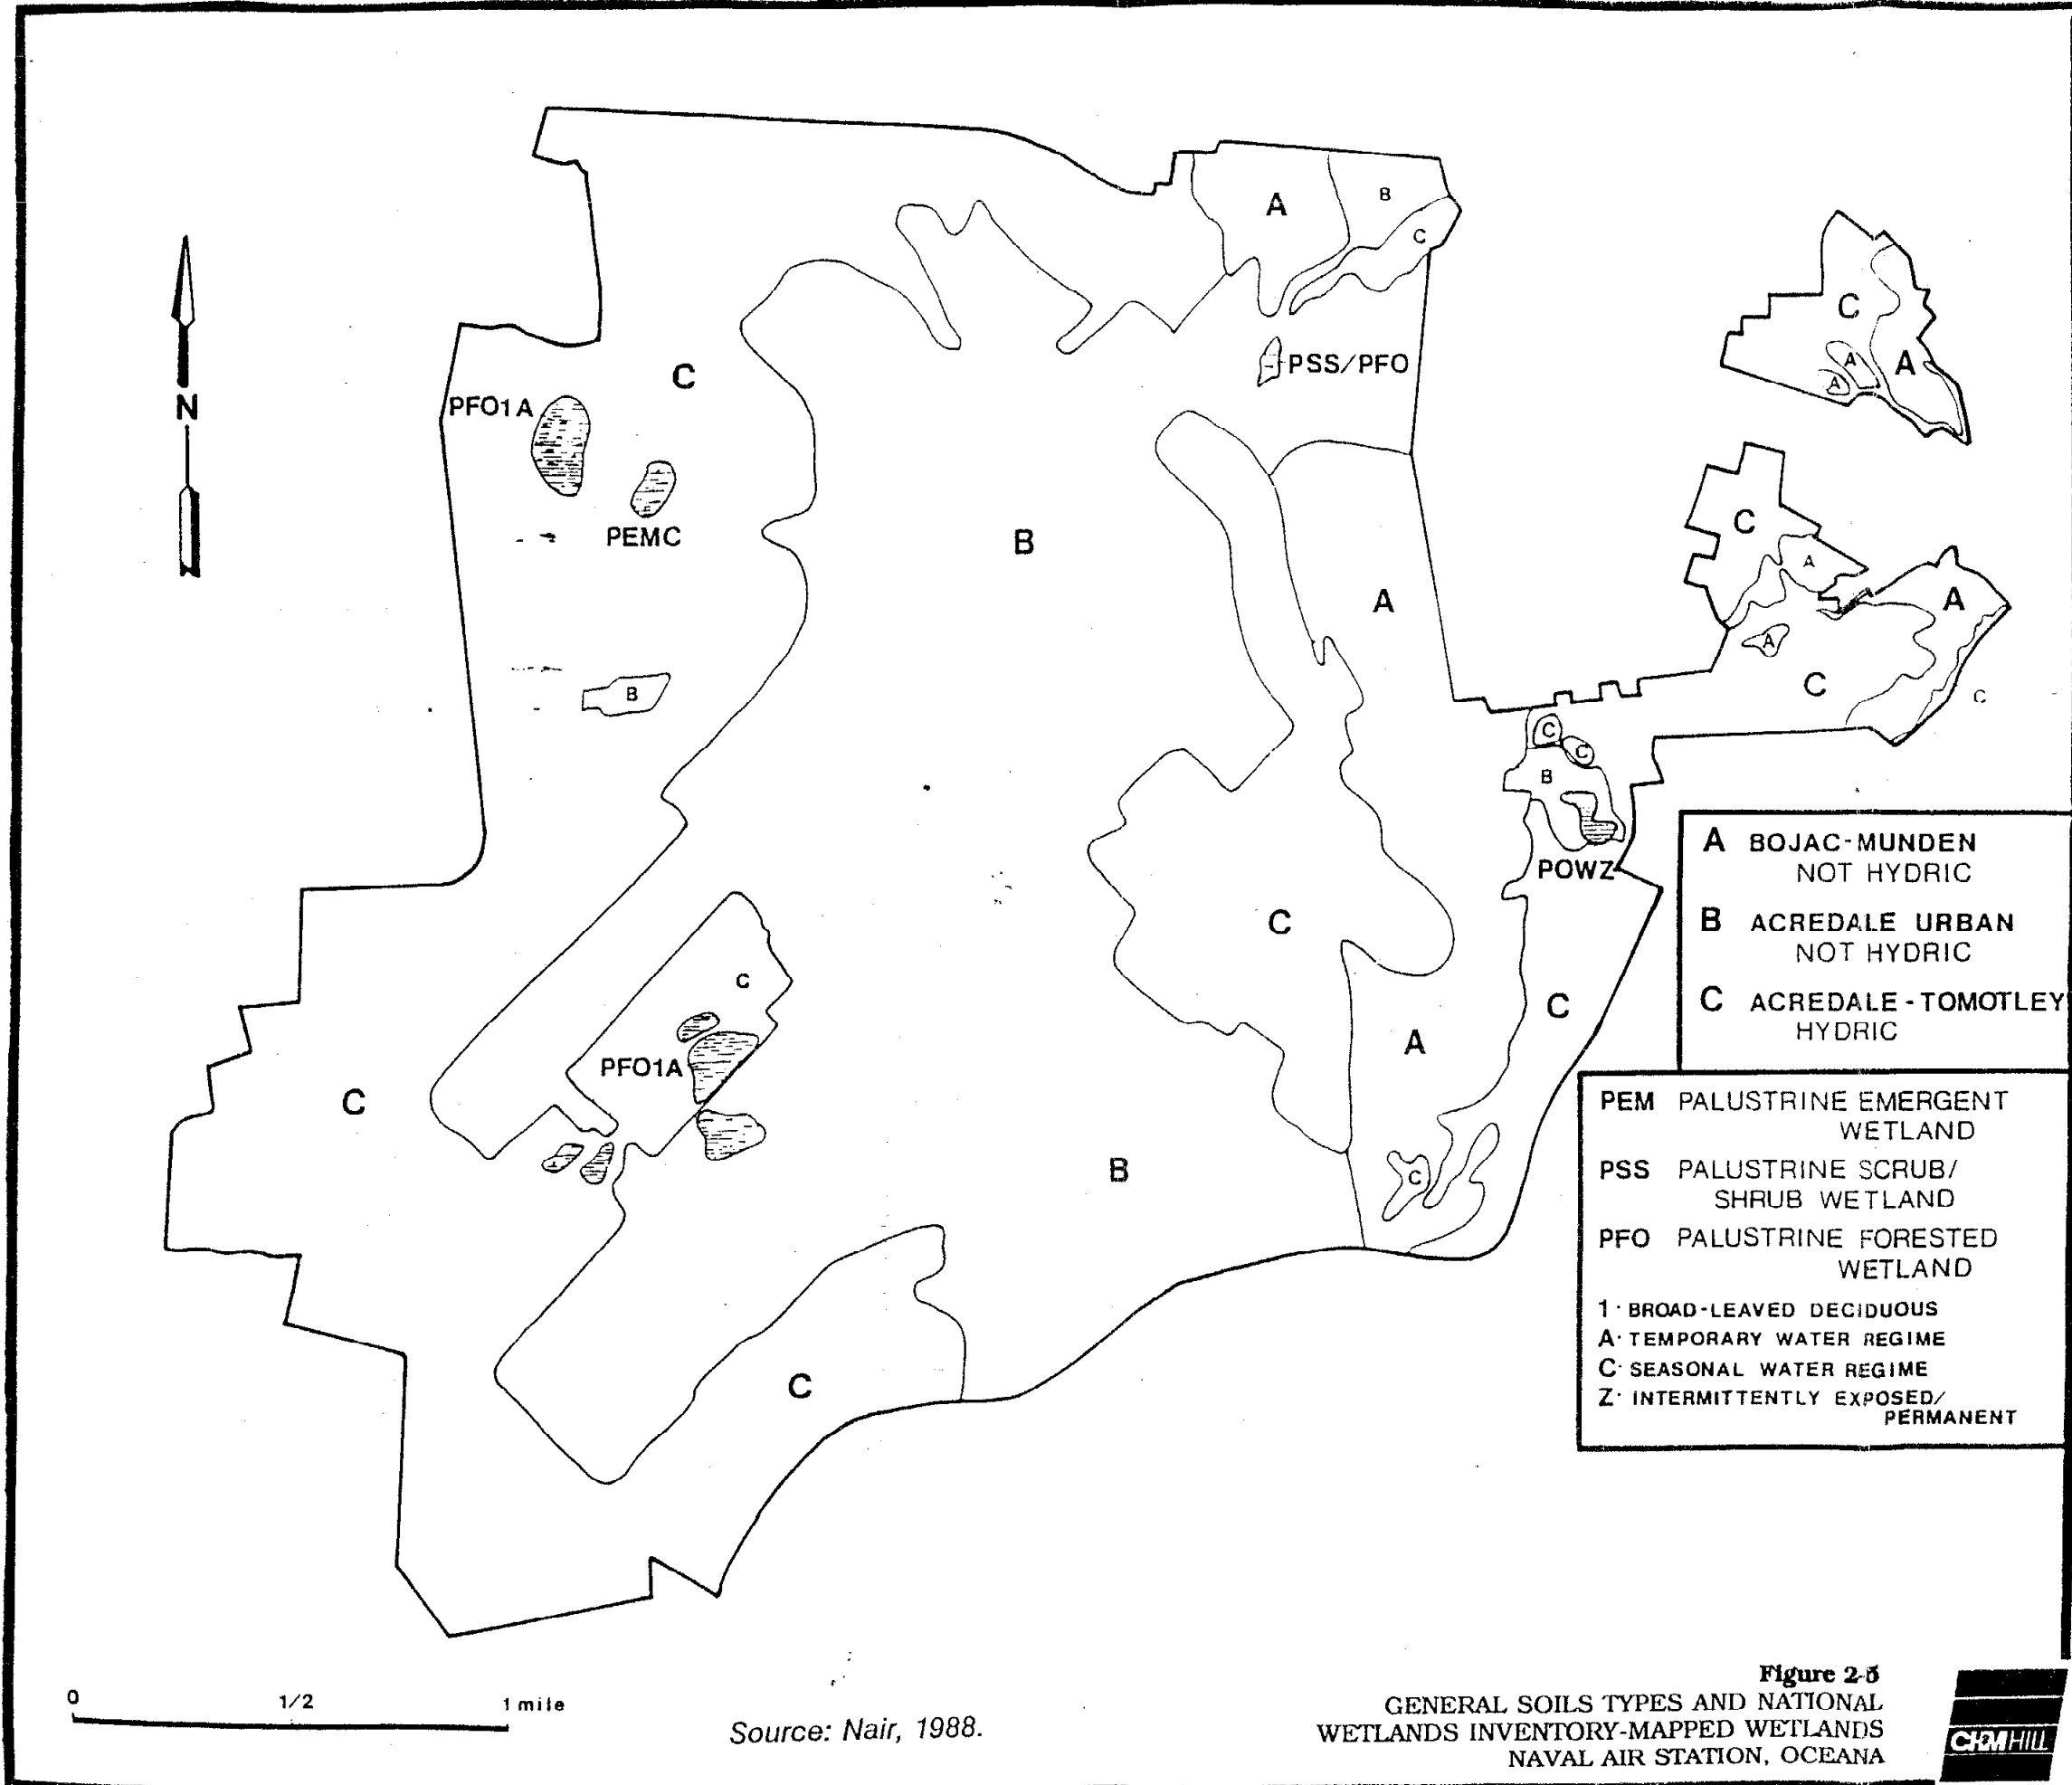 A
B
C
C
PSS/PFO
C
A
A
A
C
PFO1A
PEMC
N
B
A
C
A
A
A
C
C
B
C
C
B
POWZ
C
C
C
A
PFO1A
C
B
C
C
A BOJAC-MUNDEN
NOT HYDRIC
B ACREDALE URBAN
NOT HYDRIC
C ACREDALE-TOMOTLEY
HYDRIC
PEM PALUSTRINE EMERGENT
WETLAND
PSS PALUSTRINE SCRUB/
SHRUB WETLAND
PFO PALUSTRINE FORESTED
WETLAND
1· BROAD-LEAVED DECIDUOUS
A· TEMPORARY WATER REGIME
C· SEASONAL WATER REGIME
Z· INTERMITTENTLY EXPOSED/
PERMANENT
0 1/2 1 mile
Source: Nair, 1988.
Figure 2-5
GENERAL SOILS TYPES AND NATIONAL
WETLANDS INVENTORY-MAPPED WETLANDS
NAVAL AIR STATION, OCEANA
CH2M HILL